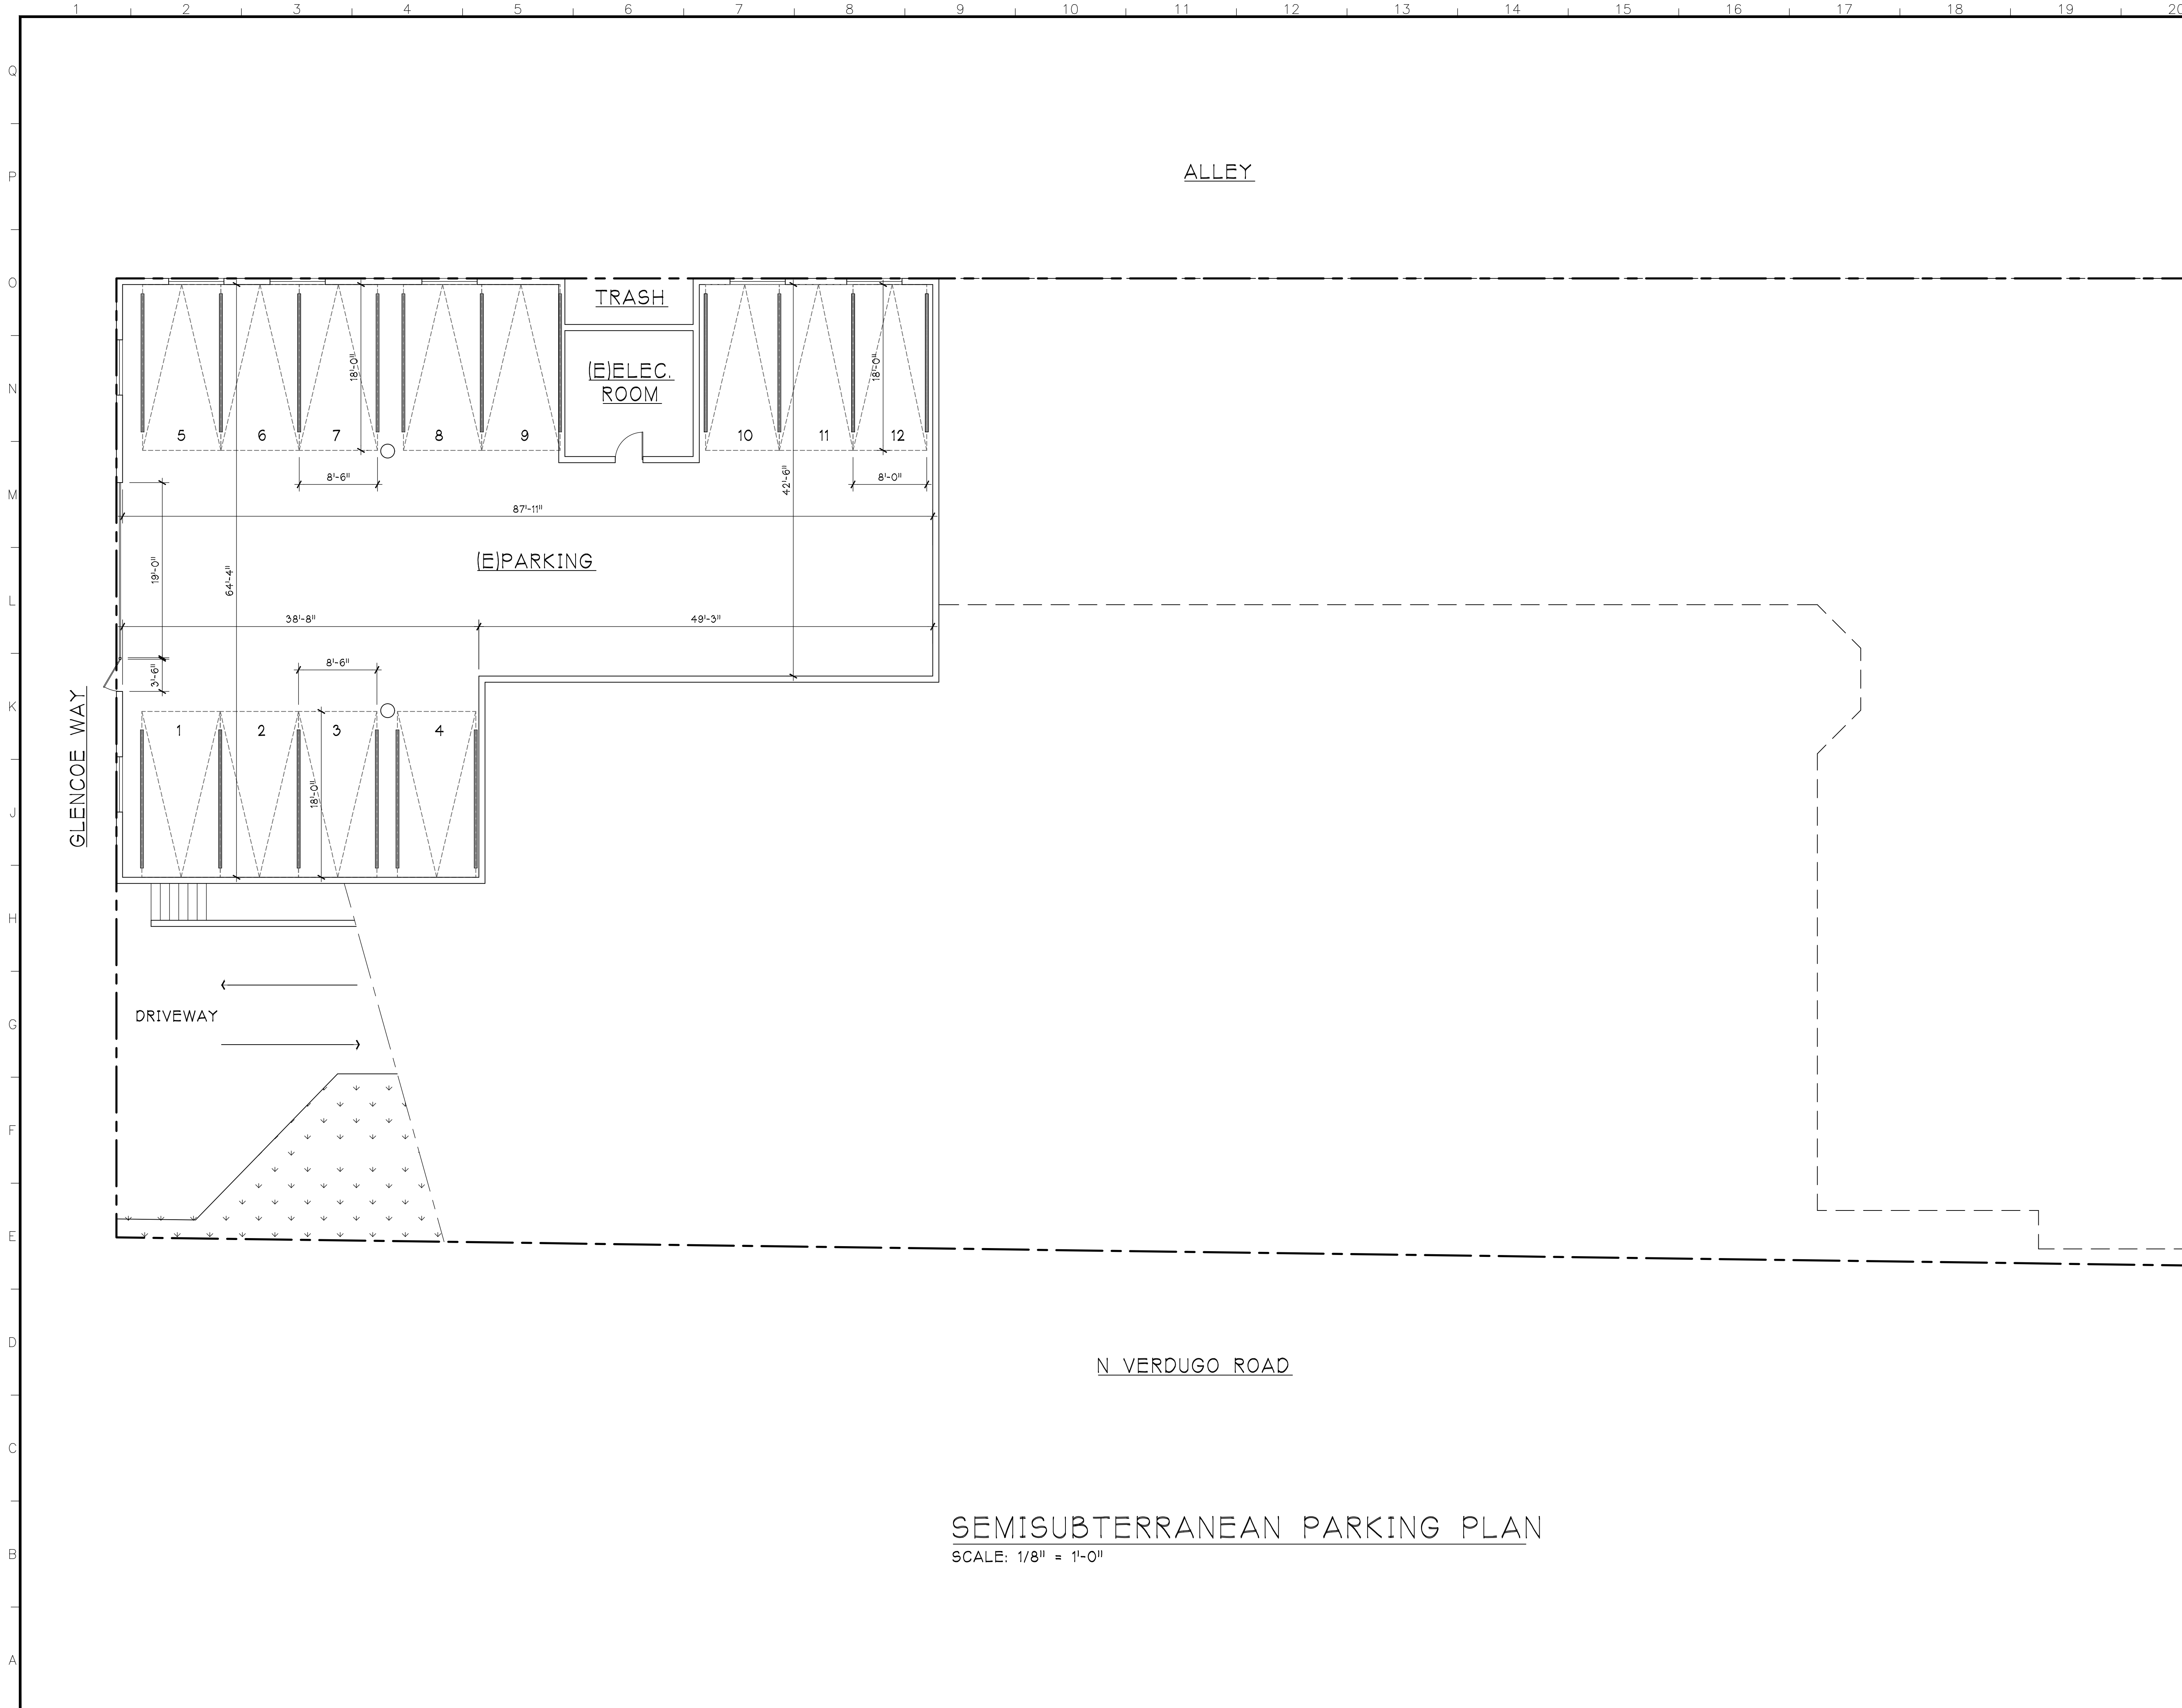 1 2 3 4 5 6 7 8 9 10 11 12 13 14 15 16 17 18 19 20
Q
P
O
N
M
L
K
J
H
G
F
E
D
C
B
A
ALLEY
TRASH
(E)ELEC.
ROOM
18'-0"
18'-0"
5 6 7 8 9 10 11 12
8'-6"
42'-6"
8'-0"
87'-11"
19'-0"
64'-4"
(E)PARKING
38'-8"
49'-3"
3'-6"
8'-6"
GLENCOE WAY
1 2 3 4
18'-0"
DRIVEWAY
N VERDUGO ROAD
SEMISUBTERRANEAN PARKING PLAN
SCALE: 1/8" = 1'-0"